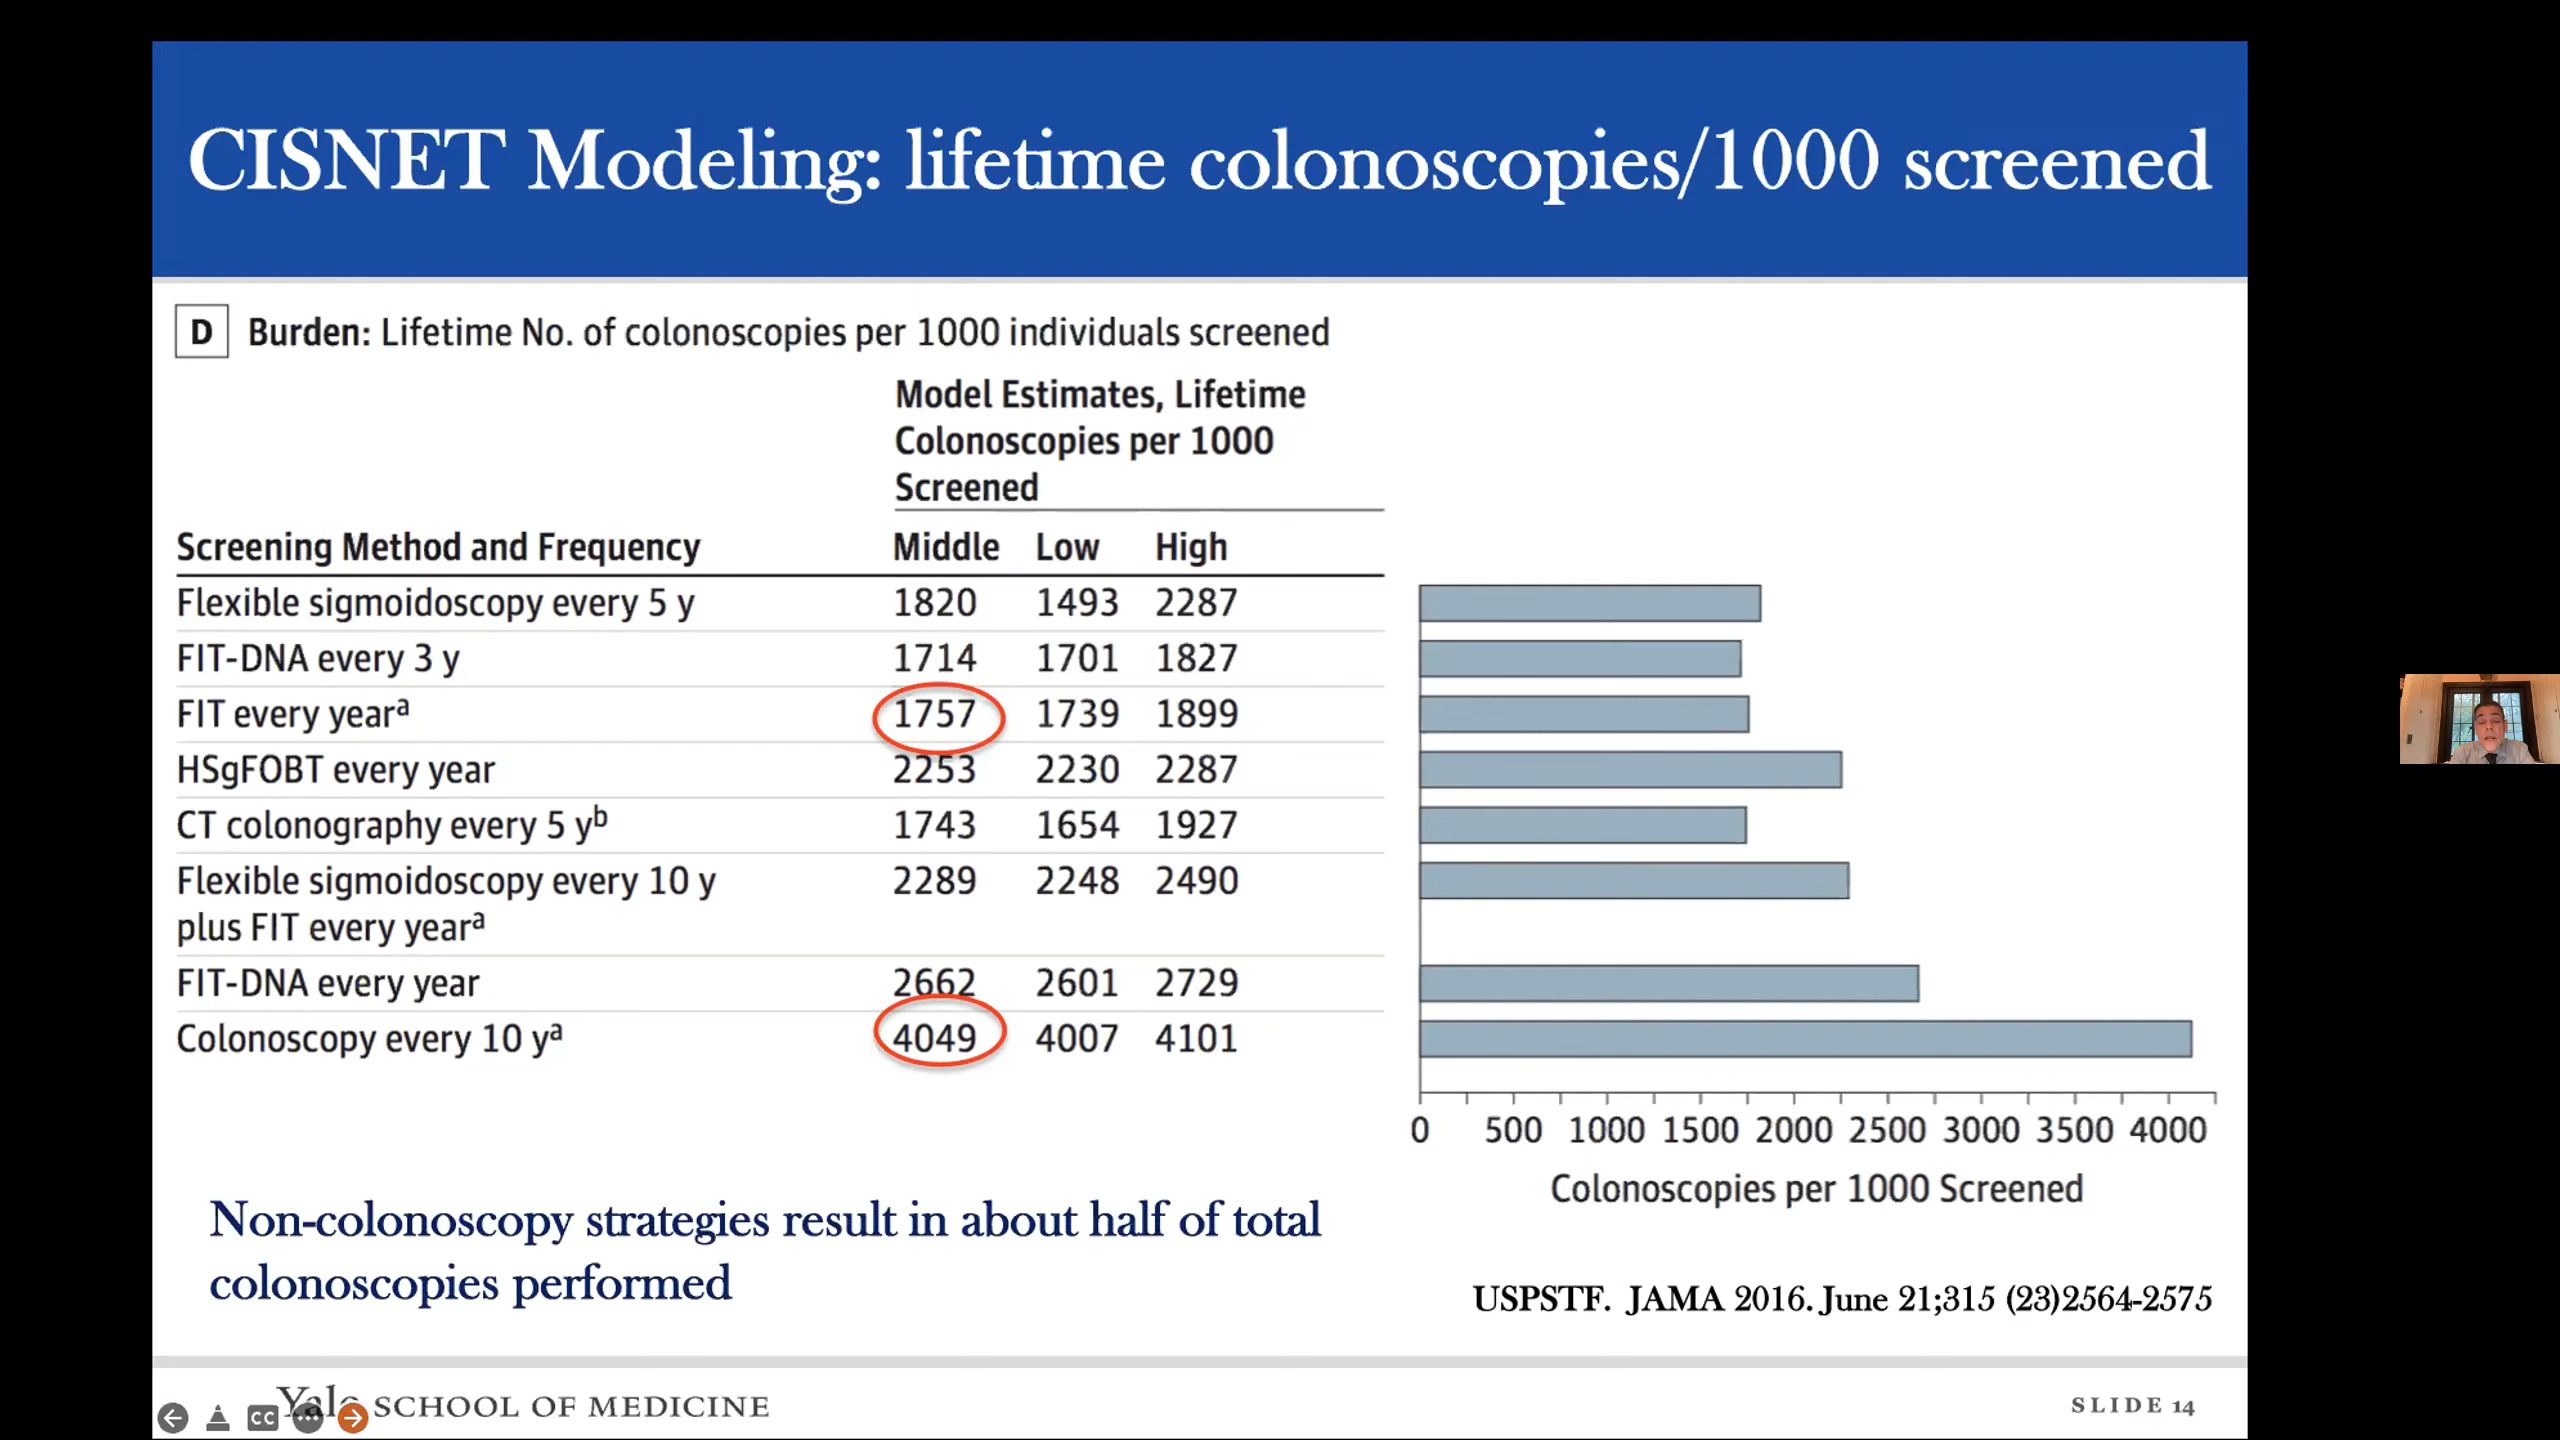 CISNET Modeling: lifetime colonoscopies/1000 screened
D Burden: Lifetime No. of colonoscopies per 1000 individuals screened
Model Estimates, Lifetime
Colonoscopies per 1000
Screened
Screening Method and Frequency Middle Low High
Flexible sigmoidoscopy every 5 y 1820 1493 2287
FIT-DNA every 3 y 1714 1701 1827
FIT every yearᵃ 1757 1739 1899
HSgFOBT every year 2253 2230 2287
CT colonography every 5 yᵇ 1743 1654 1927
Flexible sigmoidoscopy every 10 y 2289 2248 2490
plus FIT every yearᵃ
FIT-DNA every year 2662 2601 2729
Colonoscopy every 10 yᵃ 4049 4007 4101
0 500 1000 1500 2000 2500 3000 3500 4000
Colonoscopies per 1000 Screened
Non-colonoscopy strategies result in about half of total
colonoscopies performed
USPSTF. JAMA 2016. June 21;315 (23)2564-2575
Yale SCHOOL OF MEDICINE
CC
SLIDE 14